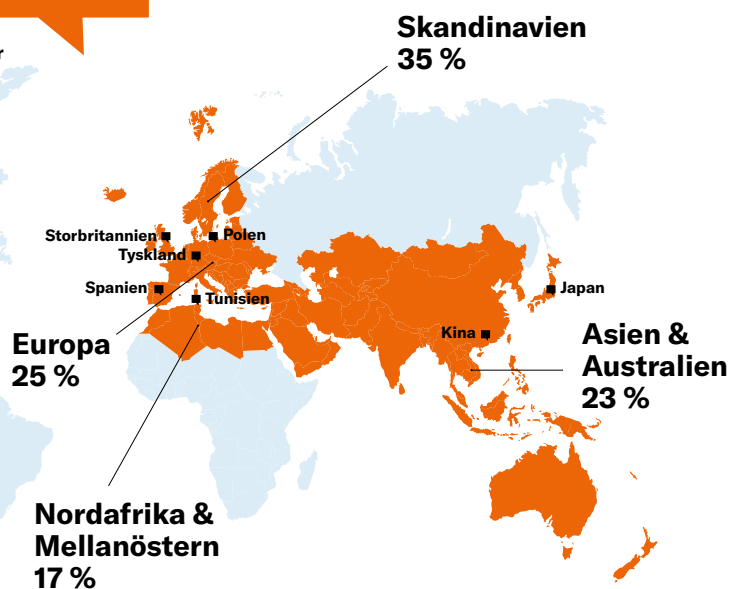 Skandinavien
35 %
r
Storbritannien
Polen
Tyskland
Spanien
Tunisien
Japan
Kina
Europa
25 %
Asien &
Australien
23 %
Nordafrika &
Mellanöstern
17 %